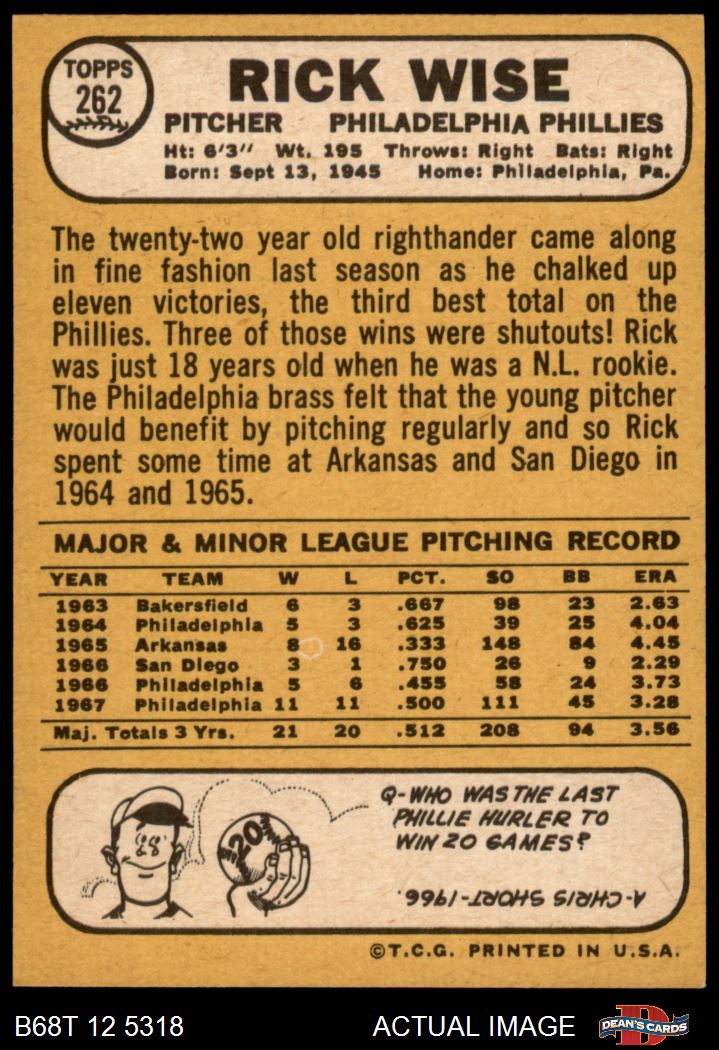 TOPPS
262
RICK WISE
PITCHER PHILADELPHIA PHILLIES
Ht: 6'3" Wt. 195 Throws: Right Bats: Right
Born: Sept 13, 1945 Home: Philadelphia, Pa.
The twenty-two year old righthander came along
in fine fashion last season as he chalked up
eleven victories, the third best total on the
Phillies. Three of those wins were shutouts! Rick
was just 18 years old when he was a N.L. rookie.
The Philadelphia brass felt that the young pitcher
would benefit by pitching regularly and so Rick
spent some time at Arkansas and San Diego in
1964 and 1965.
MAJOR & MINOR LEAGUE PITCHING RECORD
YEAR TEAM W L PCT. SO BB ERA
1963 Bakersfield 6 3 .667 98 23 2.63
1964 Philadelphia 5 3 .625 39 25 4.04
1965 Arkansas 8 16 .333 148 84 4.45
1966 San Diego 3 1 .750 26 9 2.29
1966 Philadelphia 5 6 .455 58 24 3.73
1967 Philadelphia 11 11 .500 111 45 3.28
Maj. Totals 3 Yrs. 21 20 .512 208 94 3.56
20
Q-WHO WAS THE LAST
PHILLIE HURLER TO
WIN 20 GAMES?
A-CHRIS SHORT-1966.
©T.C.G. PRINTED IN U.S.A.
B68T 12 5318 ACTUAL IMAGE
D
DEAN'S CARDS